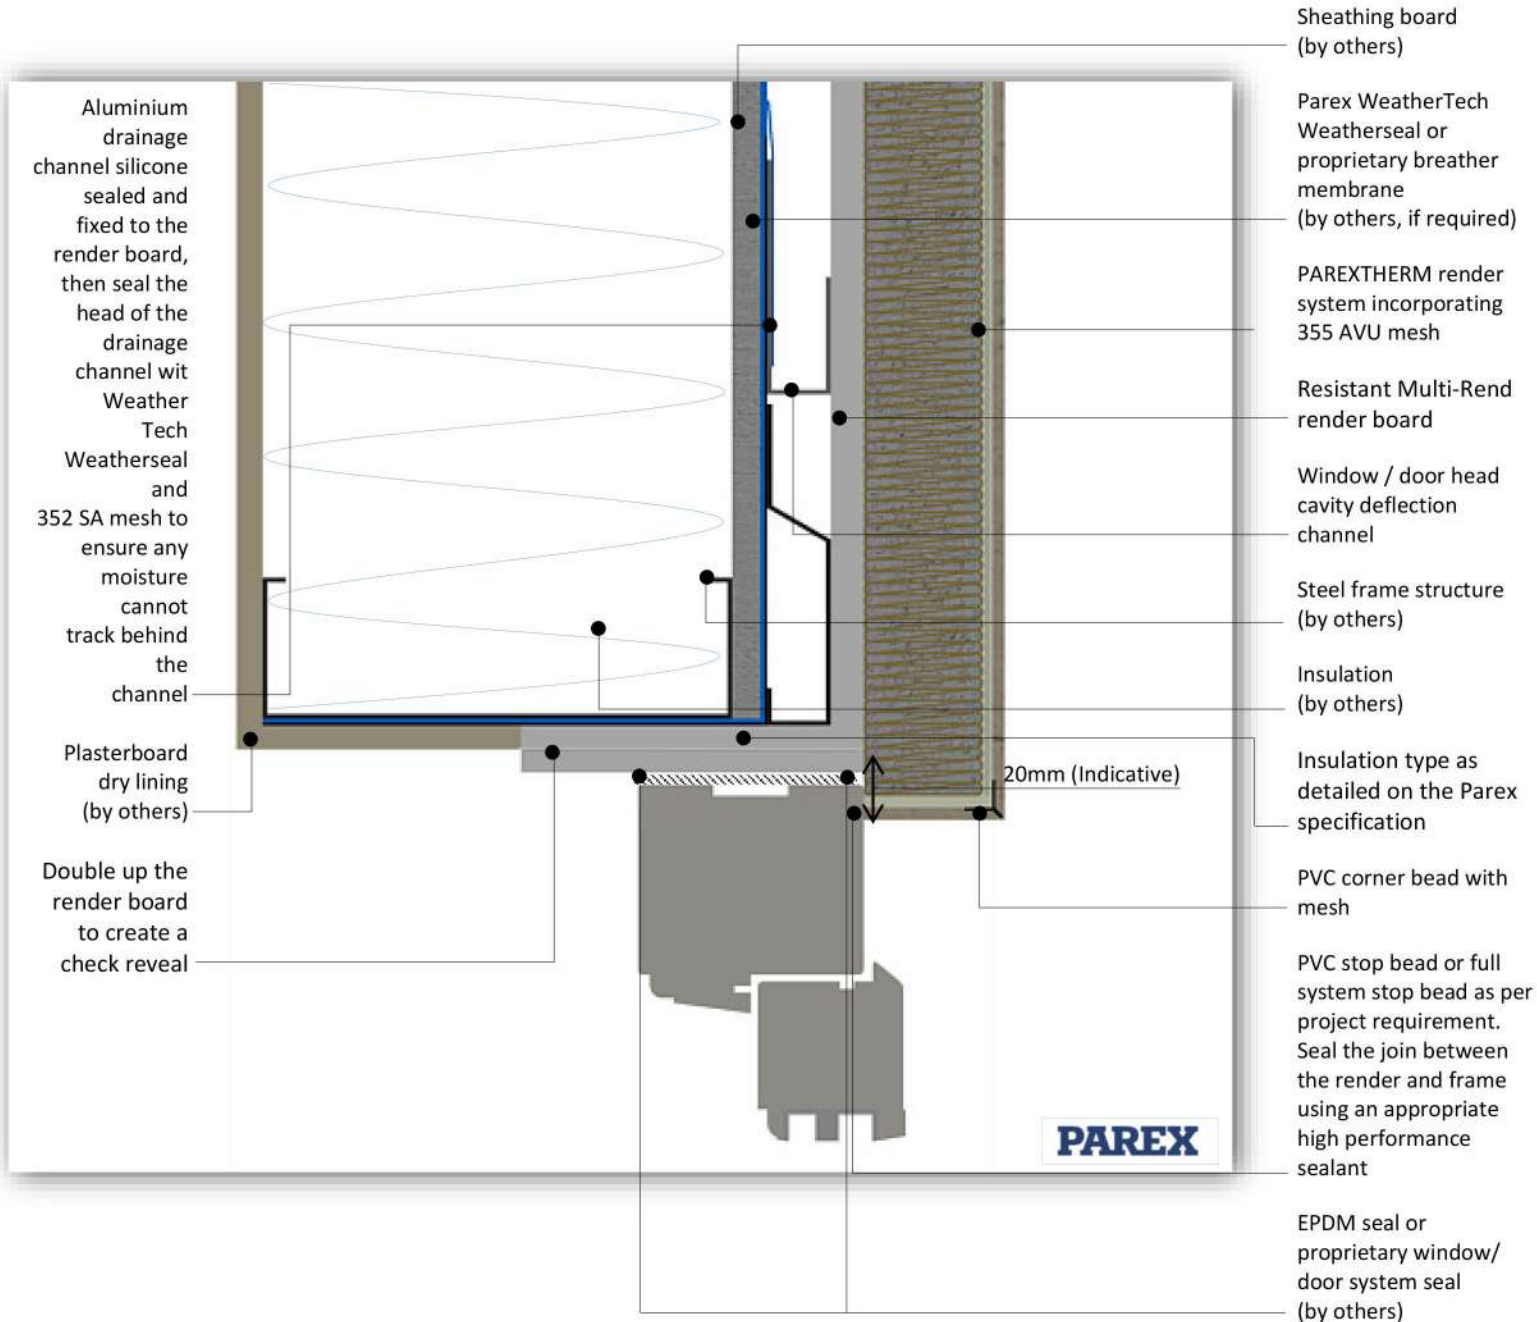 Aluminium
drainage
channel silicone
sealed and
fixed to the
render board,
then seal the
head of the
drainage
channel wit
Weather
Tech
Weatherseal
and
352 SA mesh to
ensure any
moisture
cannot
track behind
the
channel
Plasterboard
dry lining
(by others)
Double up the
render board
to create a
check reveal
Sheathing board
(by others)
Parex WeatherTech
Weatherseal or
proprietary breather
membrane
(by others, if required)
PAREXTHERM render
system incorporating
355 AVU mesh
Resistant Multi-Rend
render board
Window / door head
cavity deflection
channel
Steel frame structure
(by others)
Insulation
(by others)
Insulation type as
detailed on the Parex
specification
20mm (Indicative)
PVC corner bead with
mesh
PVC stop bead or full
system stop bead as per
project requirement.
Seal the join between
the render and frame
using an appropriate
high performance
sealant
EPDM seal or
proprietary window/
door system seal
(by others)
PAREX